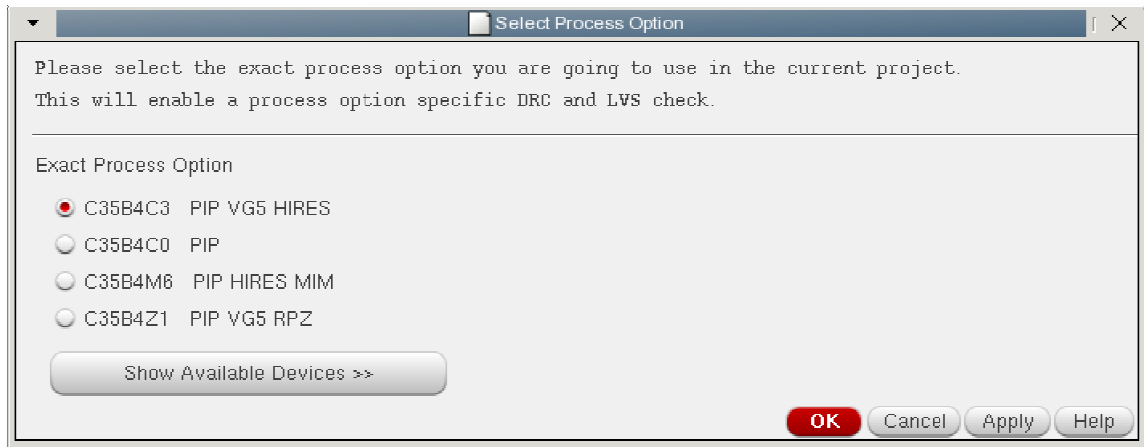 Select Process Option
Please select the exact process option you are going to use in the current project.
This will enable a process option specific DRC and LVS check.
Exact Process Option
C35B4C3 PIP VG5 HIRES
C35B4C0 PIP
C35B4M6 PIP HIRES MIM
C35B4Z1 PIP VG5 RPZ
Show Available Devices >>
OK Cancel Apply Help